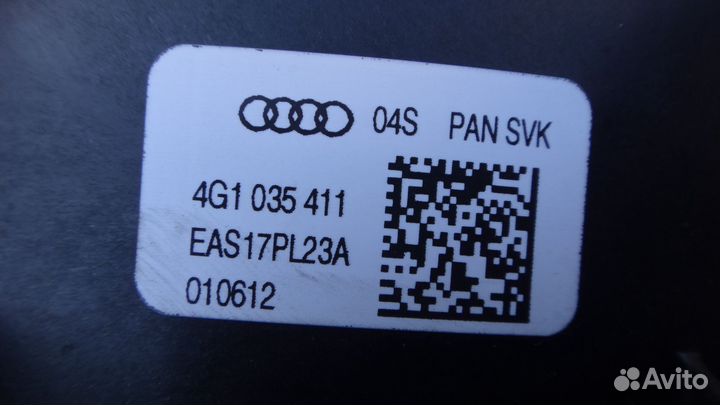 04S PAN SVK
4G1 035 411
EAS17PL23A
010612
Avito